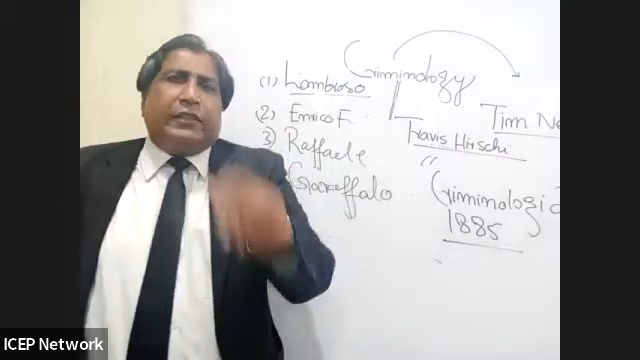 Criminology
(1) Lombroso
(2) Enrico F.
3) Raffaele
Travis Hirschi
Tim Ne
"Criminologia
1885
ICEP Network